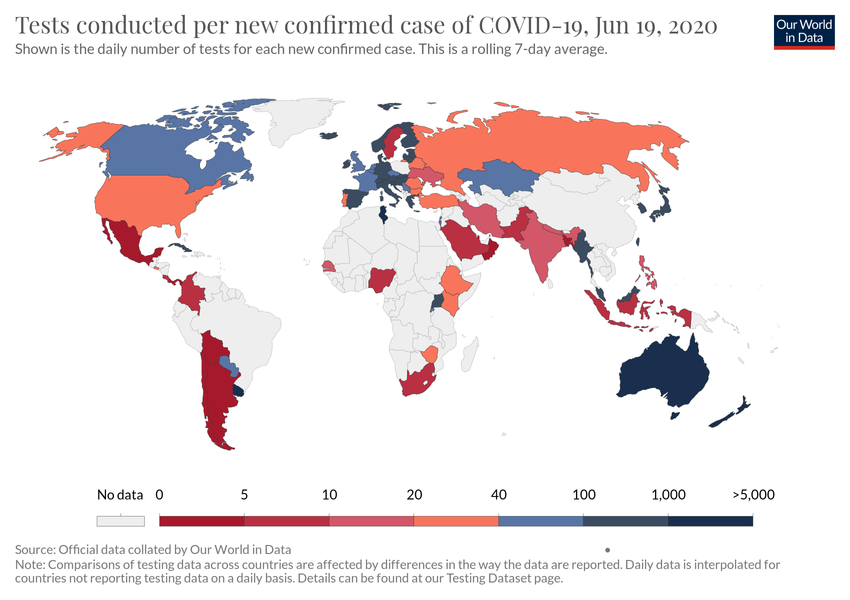 Tests conducted per new confirmed case of COVID-19, Jun 19, 2020
Shown is the daily number of tests for each new confirmed case. This is a rolling 7-day average.
Our World
in Data
No data 0 5 10 20 40 100 1,000 >5,000
Source: Official data collated by Our World in Data
Note: Comparisons of testing data across countries are affected by differences in the way the data are reported. Daily data is interpolated for
countries not reporting testing data on a daily basis. Details can be found at our Testing Dataset page.